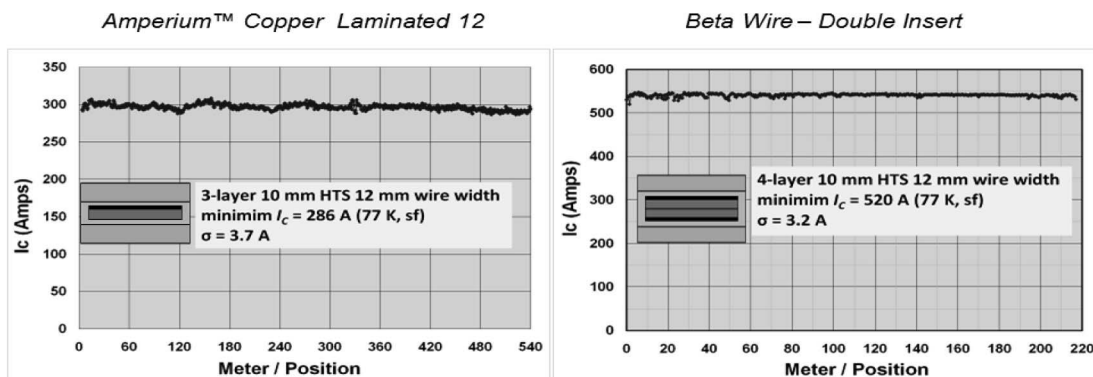 Amperium™ Copper Laminated 12
Ic (Amps)
350
300
250
200
150
100
50
0
3-layer 10 mm HTS 12 mm wire width
minimim IC = 286 A (77 K, sf)
σ = 3.7 A
0 60 120 180 240 300 360 420 480 540
Meter / Position
Beta Wire – Double Insert
Ic (Amps)
600
500
400
300
200
100
0
4-layer 10 mm HTS 12 mm wire width
minimim IC = 520 A (77 K, sf)
σ = 3.2 A
0 20 40 60 80 100 120 140 160 180 200 220
Meter / Position